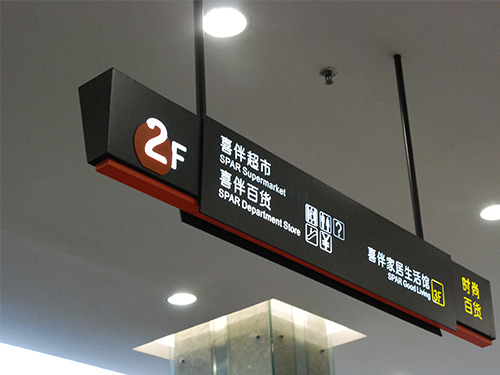 2F
喜伴超市
SPAR Supermarket
喜伴百货
SPAR Department Store
?
¥
喜伴家居生活馆
SPAR Good Living
3F
时尚
百货